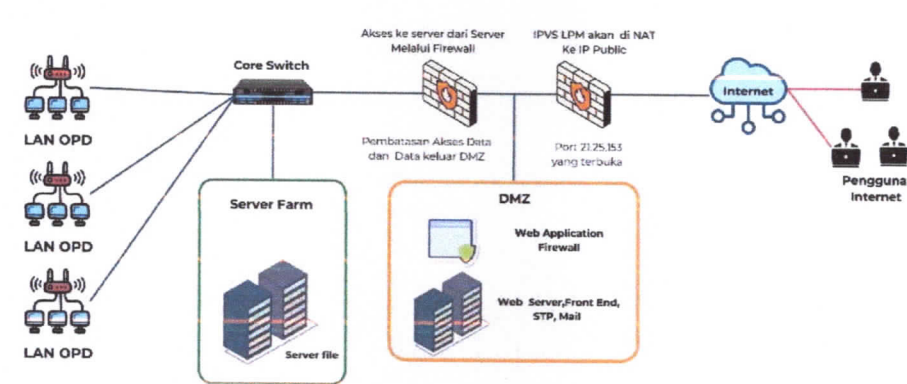 Akses ke server dari Server
Melalui Firewall
IPVS LPM akan di NAT
Ke IP Public
Core Switch
Internet
LAN OPD
Pembatasan Akses Data
dan Data keluar DMZ
Port 21.25.153
yang terbuka
Pengguna
Internet
LAN OPD
Server Farm
DMZ
Web Application
Firewall
Web Server,Front End,
STP, Mail
LAN OPD
Server file